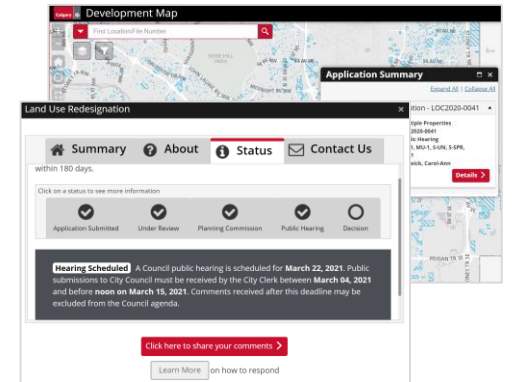 Calgary
Development Map
Find Location/File Number
Application Summary
Expand All | Collapse All
tion - LOC2020-0041
tiple Properties
2020-0041
lic Hearing
1, MU-1, S-UN, S-SPR,
1
wick, Carol-Ann
Details
Land Use Redesignation
Summary
About
Status
Contact Us
within 180 days.
Click on a status to see more information
Application Submitted
Under Review
Planning Commission
Public Hearing
Decision
Hearing Scheduled A Council public hearing is scheduled for March 22, 2021. Public
submissions to City Council must be received by the City Clerk between March 04, 2021
and before noon on March 15, 2021. Comments received after this deadline may be
excluded from the Council agenda.
Click here to share your comments
Learn More on how to respond